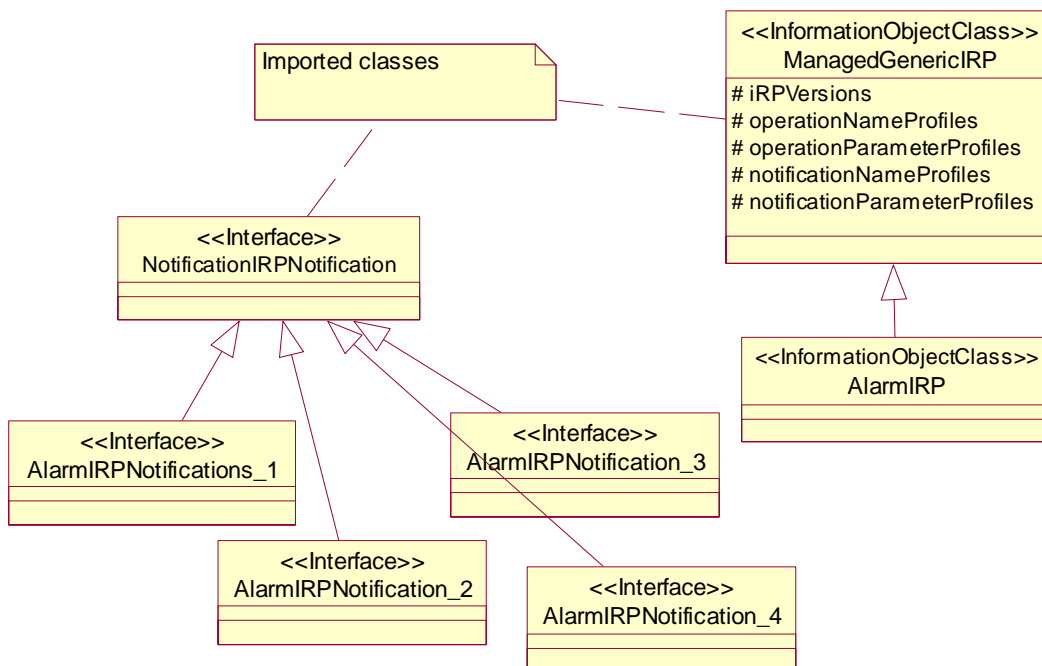 <<InformationObjectClass>>
ManagedGenericIRP
# iRPVersions
# operationNameProfiles
# operationParameterProfiles
# notificationNameProfiles
# notificationParameterProfiles
Imported classes
<<Interface>>
NotificationIRPNotification
<<InformationObjectClass>>
AlarmIRP
<<Interface>>
AlarmIRPNotifications_1
<<Interface>>
AlarmIRPNotification_3
<<Interface>>
AlarmIRPNotification_2
<<Interface>>
AlarmIRPNotification_4